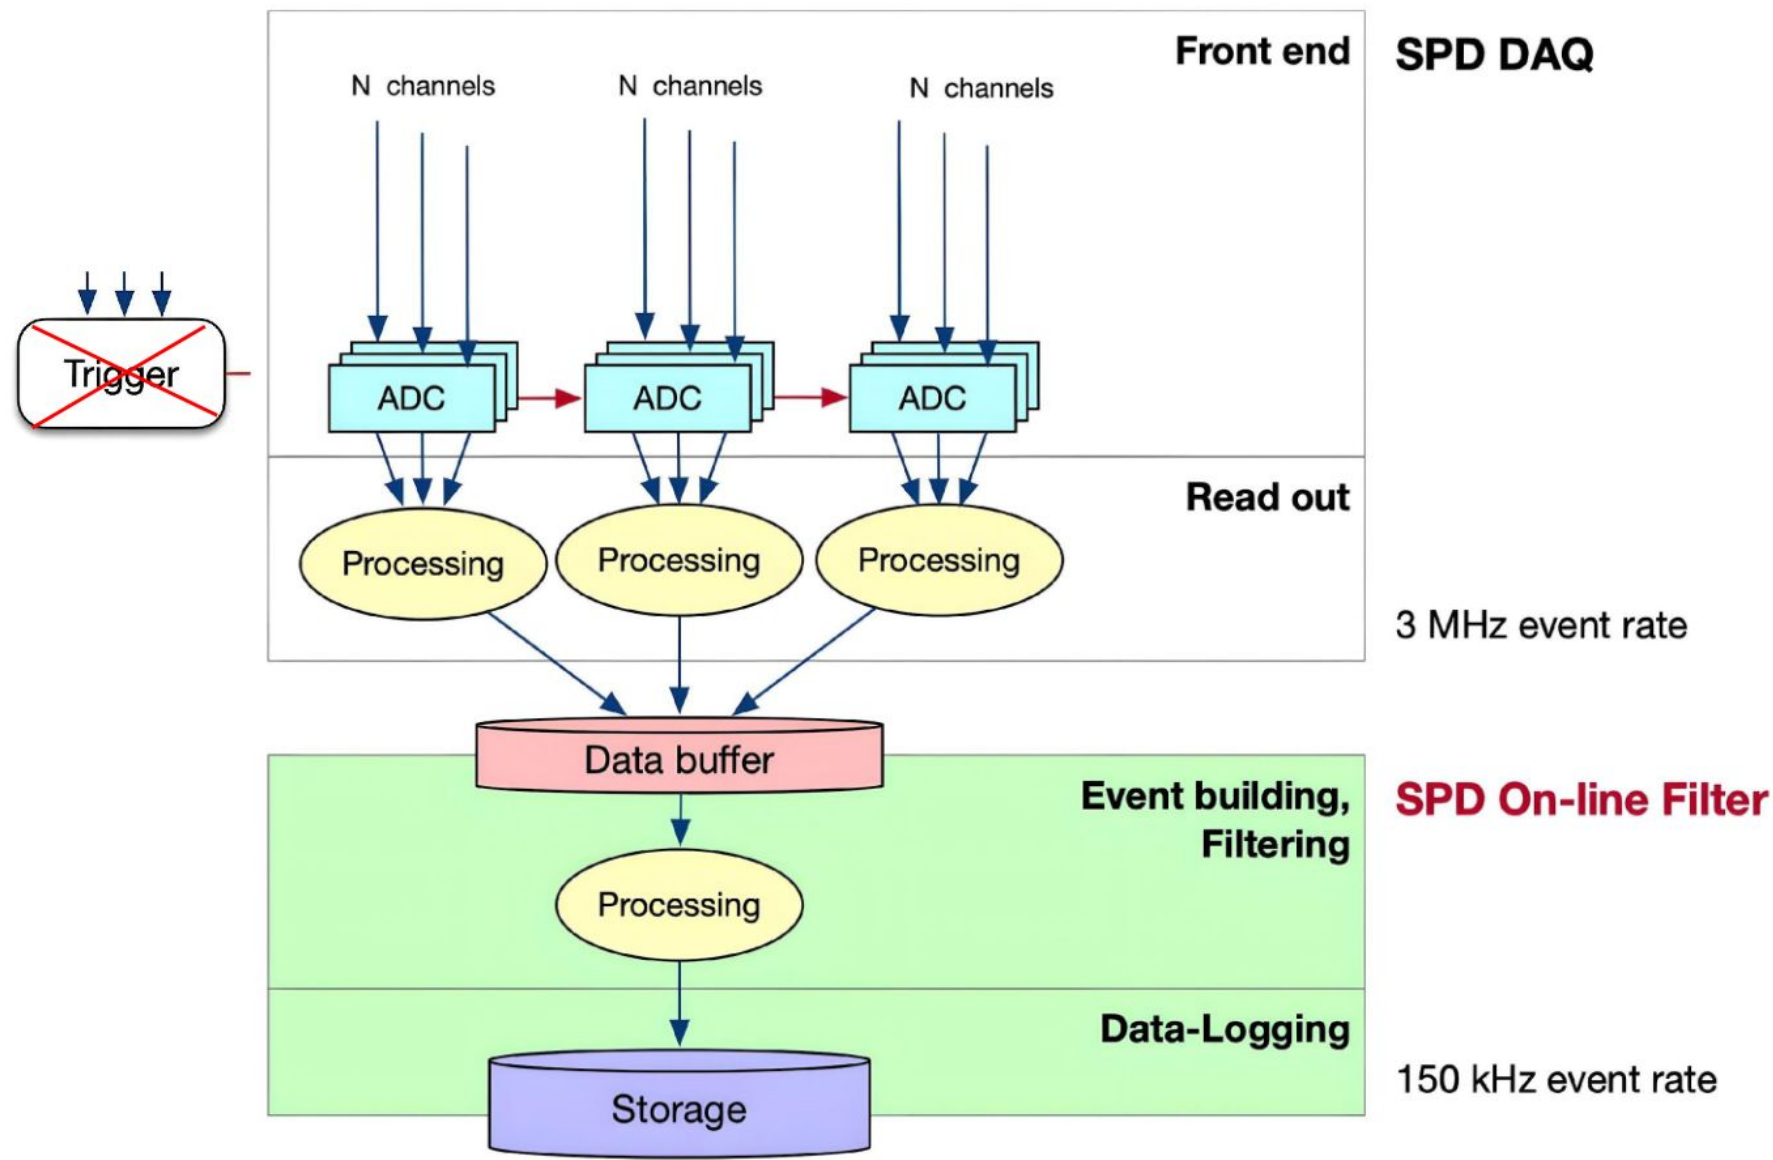 Front end
SPD DAQ
N channels
N channels
N channels
Trigger
ADC
ADC
ADC
Read out
Processing
Processing
Processing
3 MHz event rate
Data buffer
Event building,
Filtering
SPD On-line Filter
Processing
Data-Logging
150 kHz event rate
Storage